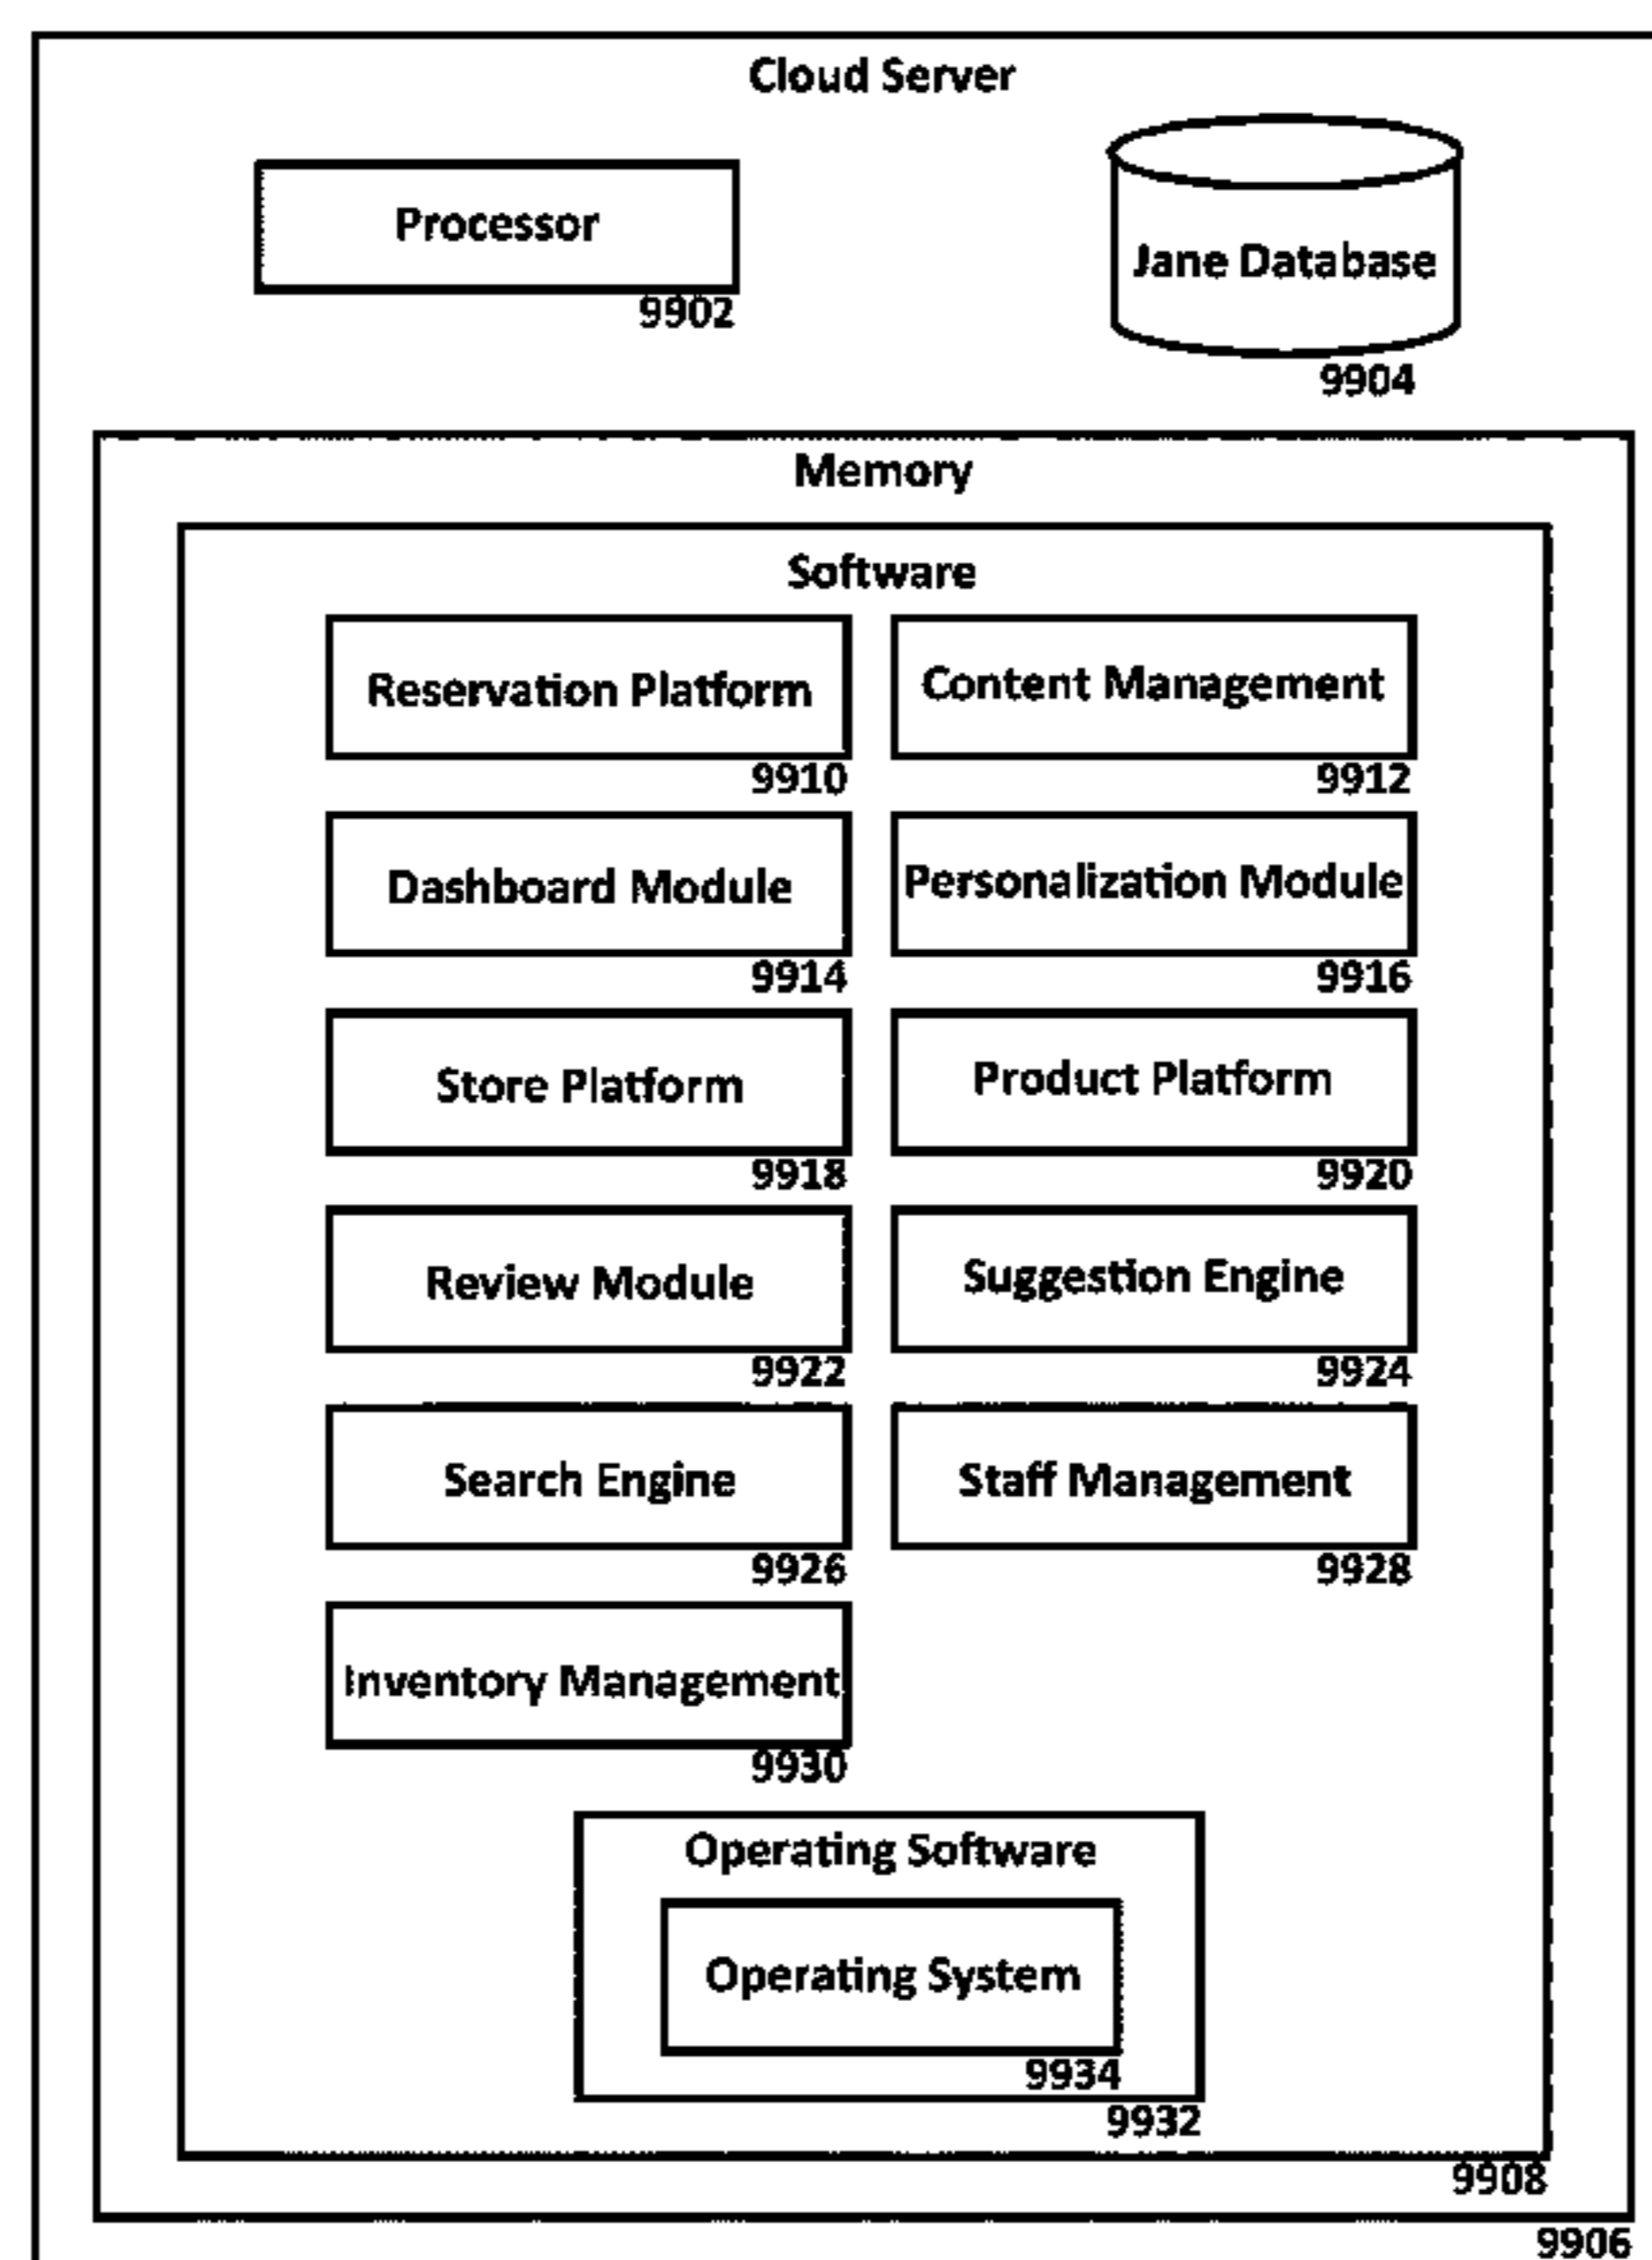 Cloud Server
Processor
9902
Jane Database
9904
Memory
Software
Reservation Platform
9910
Content Management
9912
Dashboard Module
9914
Personalization Module
9916
Store Platform
9918
Product Platform
9920
Review Module
9922
Suggestion Engine
9924
Search Engine
9926
Staff Management
9928
Inventory Management
9930
Operating Software
Operating System
9934
9932
9908
9906